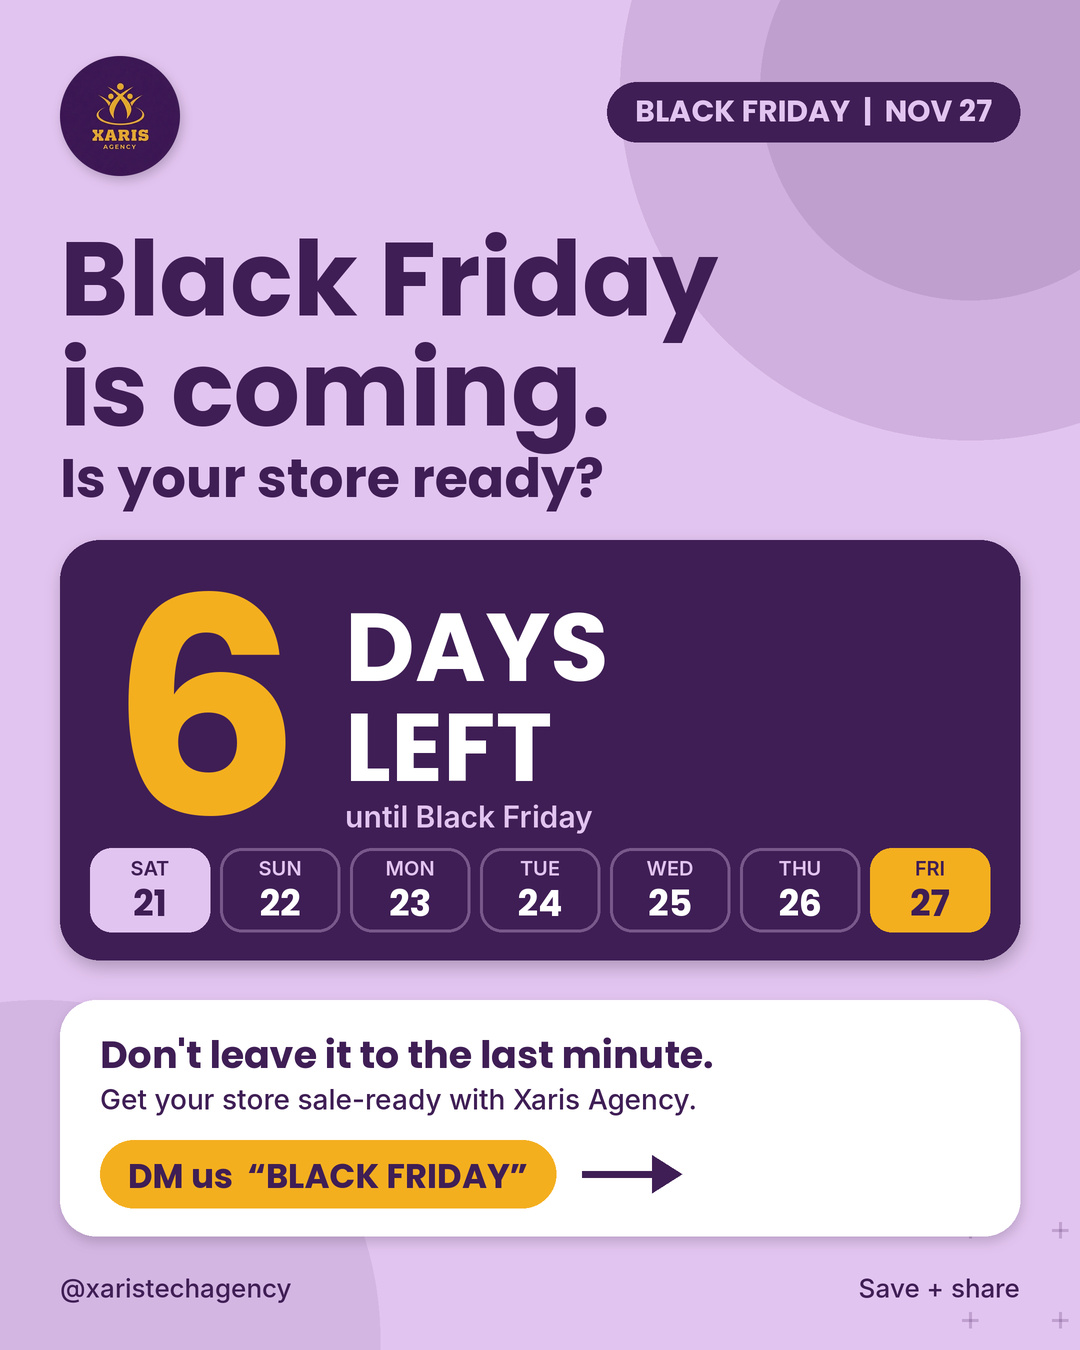 XARIS
AGENCY
BLACK FRIDAY | NOV 27
Black Friday
is coming.
Is your store ready?
6
DAYS
LEFT
until Black Friday
SAT SUN MON TUE WED THU FRI
21 22 23 24 25 26 27
Don't leave it to the last minute.
Get your store sale-ready with Xaris Agency.
DM us “BLACK FRIDAY”
@xaristechagency
Save + share